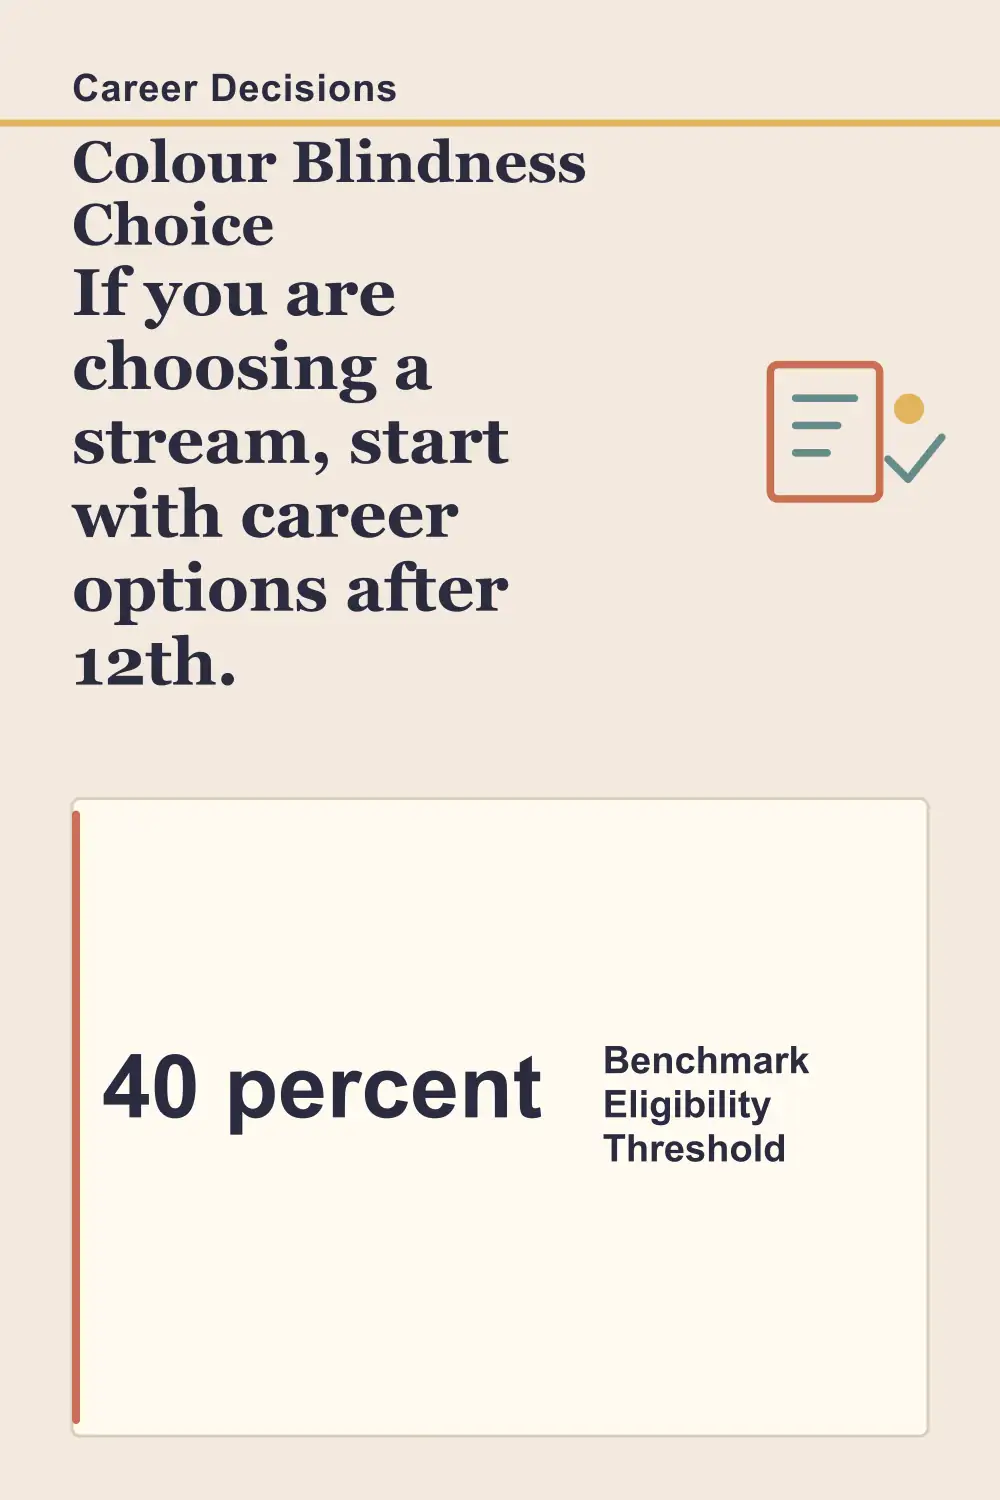 Career Decisions
Colour Blindness
Choice
If you are
choosing a
stream, start
with career
options after
12th.
40 percent
Benchmark
Eligibility
Threshold